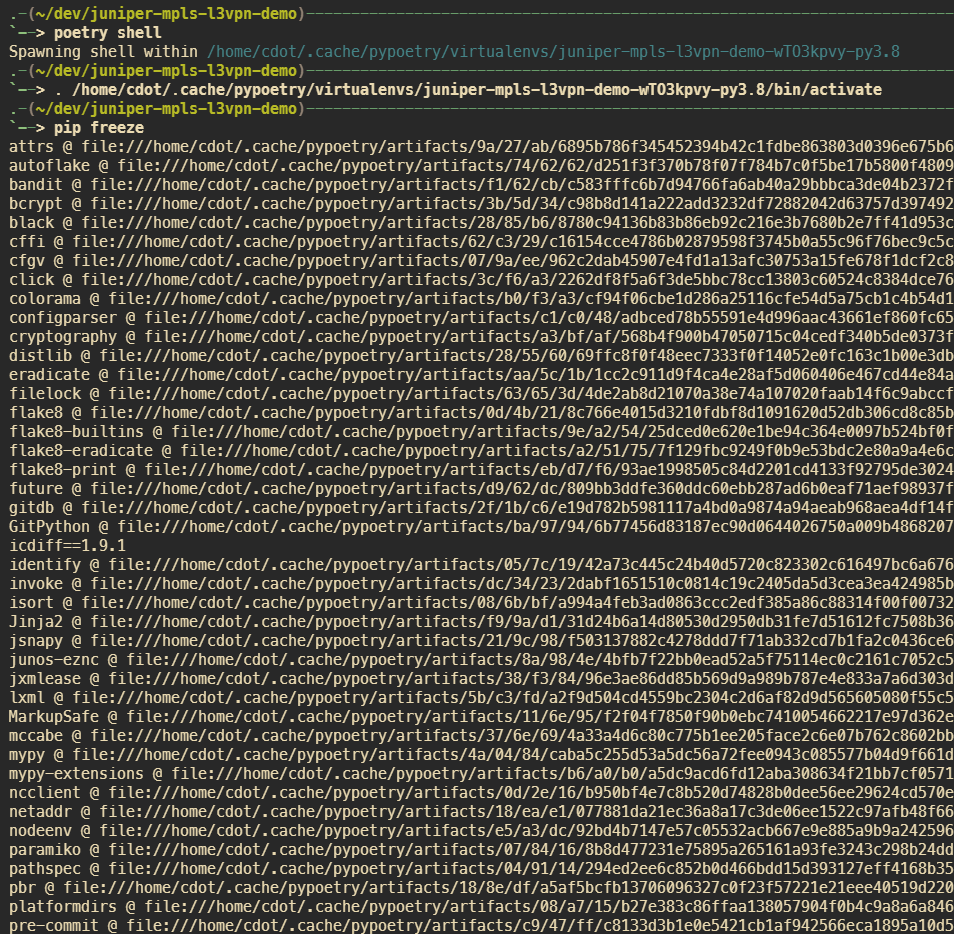 .-(~/dev/juniper-mpls-l3vpn-demo)------------------------------------------------------------------------
`--> poetry shell
Spawning shell within /home/cdot/.cache/pypoetry/virtualenvs/juniper-mpls-l3vpn-demo-wTO3kpvy-py3.8
.-(~/dev/juniper-mpls-l3vpn-demo)------------------------------------------------------------------------
`--> . /home/cdot/.cache/pypoetry/virtualenvs/juniper-mpls-l3vpn-demo-wTO3kpvy-py3.8/bin/activate
.-(~/dev/juniper-mpls-l3vpn-demo)------------------------------------------------------------------------
`--> pip freeze
attrs @ file:///home/cdot/.cache/pypoetry/artifacts/9a/27/ab/6895b786f345452394b42c1fdbe863803d0396e675b6
autoflake @ file:///home/cdot/.cache/pypoetry/artifacts/74/62/62/d251f3f370b78f07f784b7c0f5be17b5800f4809
bandit @ file:///home/cdot/.cache/pypoetry/artifacts/f1/62/cb/c583fffc6b7d94766fa6ab40a29bbbca3de04b2372f
bcrypt @ file:///home/cdot/.cache/pypoetry/artifacts/3b/5d/34/c98b8d141a222add3232df72882042d63757d397492
black @ file:///home/cdot/.cache/pypoetry/artifacts/28/85/b6/8780c94136b83b86eb92c216e3b7680b2e7ff41d953c
cffi @ file:///home/cdot/.cache/pypoetry/artifacts/62/c3/29/c16154cce4786b02879598f3745b0a55c96f76bec9c5c
cfgv @ file:///home/cdot/.cache/pypoetry/artifacts/07/9a/ee/962c2dab45907e4fd1a13afc30753a15fe678f1dcf2c8
click @ file:///home/cdot/.cache/pypoetry/artifacts/3c/f6/a3/2262df8f5a6f3de5bbc78cc13803c60524c8384dce76
colorama @ file:///home/cdot/.cache/pypoetry/artifacts/b0/f3/a3/cf94f06cbe1d286a25116cfe54d5a75cb1c4b54d1
configparser @ file:///home/cdot/.cache/pypoetry/artifacts/c1/c0/48/adbced78b55591e4d996aac43661ef860fc65
cryptography @ file:///home/cdot/.cache/pypoetry/artifacts/a3/bf/af/568b4f900b47050715c04cedf340b5de0373f
distlib @ file:///home/cdot/.cache/pypoetry/artifacts/28/55/60/69ffc8f0f48eec7333f0f14052e0fc163c1b00e3db
eradicate @ file:///home/cdot/.cache/pypoetry/artifacts/aa/5c/1b/1cc2c911d9f4ca4e28af5d060406e467cd44e84a
filelock @ file:///home/cdot/.cache/pypoetry/artifacts/63/65/3d/4de2ab8d21070a38e74a107020faab14f6c9abccf
flake8 @ file:///home/cdot/.cache/pypoetry/artifacts/0d/4b/21/8c766e4015d3210fdbf8d1091620d52db306cd8c85b
flake8-builtins @ file:///home/cdot/.cache/pypoetry/artifacts/9e/a2/54/25dced0e620e1be94c364e0097b524bf0f
flake8-eradicate @ file:///home/cdot/.cache/pypoetry/artifacts/a2/51/75/7f129fbc9249f0b9e53bdc2e80a9a4e6c
flake8-print @ file:///home/cdot/.cache/pypoetry/artifacts/eb/d7/f6/93ae1998505c84d2201cd4133f92795de3024
future @ file:///home/cdot/.cache/pypoetry/artifacts/d9/62/dc/809bb3ddfe360ddc60ebb287ad6b0eaf71aef98937f
gitdb @ file:///home/cdot/.cache/pypoetry/artifacts/2f/1b/c6/e19d782b5981117a4bd0a9874a94aeab968aea4df14f
GitPython @ file:///home/cdot/.cache/pypoetry/artifacts/ba/97/94/6b77456d83187ec90d0644026750a009b4868207
icdiff==1.9.1
identify @ file:///home/cdot/.cache/pypoetry/artifacts/05/7c/19/42a73c445c24b40d5720c823302c616497bc6a676
invoke @ file:///home/cdot/.cache/pypoetry/artifacts/dc/34/23/2dabf1651510c0814c19c2405da5d3cea3ea424985b
isort @ file:///home/cdot/.cache/pypoetry/artifacts/08/6b/bf/a994a4feb3ad0863ccc2edf385a86c88314f00f00732
Jinja2 @ file:///home/cdot/.cache/pypoetry/artifacts/f9/9a/d1/31d24b6a14d80530d2950db31fe7d51612fc7508b36
jsnapy @ file:///home/cdot/.cache/pypoetry/artifacts/21/9c/98/f503137882c4278ddd7f71ab332cd7b1fa2c0436ce6
junos-eznc @ file:///home/cdot/.cache/pypoetry/artifacts/8a/98/4e/4bfb7f22bb0ead52a5f75114ec0c2161c7052c5
jxmlease @ file:///home/cdot/.cache/pypoetry/artifacts/38/f3/84/96e3ae86dd85b569d9a989b787e4e833a7a6d303d
lxml @ file:///home/cdot/.cache/pypoetry/artifacts/5b/c3/fd/a2f9d504cd4559bc2304c2d6af82d9d565605080f55c5
MarkupSafe @ file:///home/cdot/.cache/pypoetry/artifacts/11/6e/95/f2f04f7850f90b0ebc7410054662217e97d362e
mccabe @ file:///home/cdot/.cache/pypoetry/artifacts/37/6e/69/4a33a4d6c80c775b1ee205face2c6e07b762c8602bb
mypy @ file:///home/cdot/.cache/pypoetry/artifacts/4a/04/84/caba5c255d53a5dc56a72fee0943c085577b04d9f661d
mypy-extensions @ file:///home/cdot/.cache/pypoetry/artifacts/b6/a0/b0/a5dc9acd6fd12aba308634f21bb7cf0571
ncclient @ file:///home/cdot/.cache/pypoetry/artifacts/0d/2e/16/b950bf4e7c8b520d74828b0dee56ee29624cd570e
netaddr @ file:///home/cdot/.cache/pypoetry/artifacts/18/ea/e1/077881da21ec36a8a17c3de06ee1522c97afb48f66
nodeenv @ file:///home/cdot/.cache/pypoetry/artifacts/e5/a3/dc/92bd4b7147e57c05532acb667e9e885a9b9a242596
paramiko @ file:///home/cdot/.cache/pypoetry/artifacts/07/84/16/8b8d477231e75895a265161a93fe3243c298b24dd
pathspec @ file:///home/cdot/.cache/pypoetry/artifacts/04/91/14/294ed2ee6c852b0d466bdd15d393127eff4168b35
pbr @ file:///home/cdot/.cache/pypoetry/artifacts/18/8e/df/a5af5bcfb13706096327c0f23f57221e21eee40519d220
platformdirs @ file:///home/cdot/.cache/pypoetry/artifacts/08/a7/15/b27e383c86ffaa138057904f0b4c9a8a6a846
pre-commit @ file:///home/cdot/.cache/pypoetry/artifacts/c9/47/ff/c8133d3b1e0e5421cb1af942566eca1895a10d5